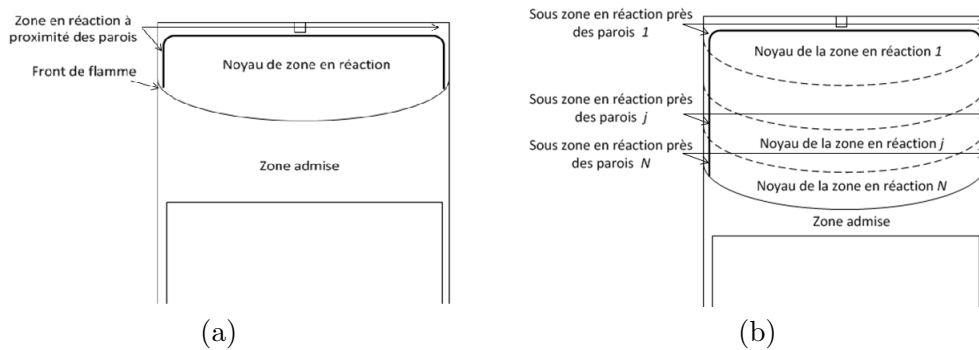 Zone en réaction à
proximité des parois
Noyau de zone en réaction
Front de flamme
Zone admise
(a)
Sous zone en réaction près
des parois 1
Noyau de la zone en réaction 1
Sous zone en réaction près
des parois j
Noyau de la zone en réaction j
Sous zone en réaction près
des parois N
Noyau de la zone en réaction N
Zone admise
(b)